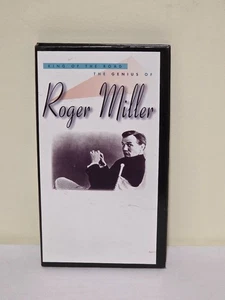 KING OF THE ROAD
THE GENIUS OF
Roger Miller